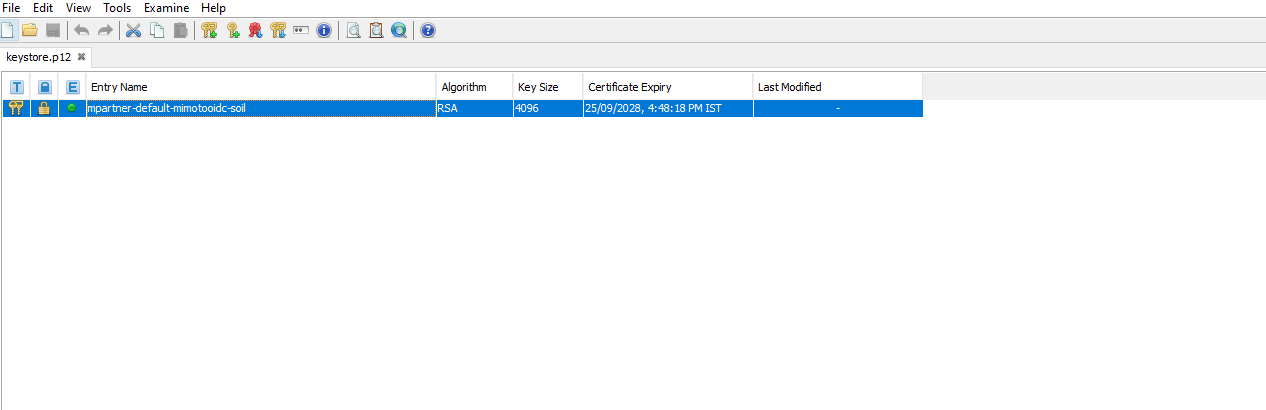 File Edit View Tools Examine Help
keystore.p12
T E Entry Name Algorithm Key Size Certificate Expiry Last Modified
mpartner-default-mimotooidc-soil RSA 4096 25/09/2028, 4:48:18 PM IST -